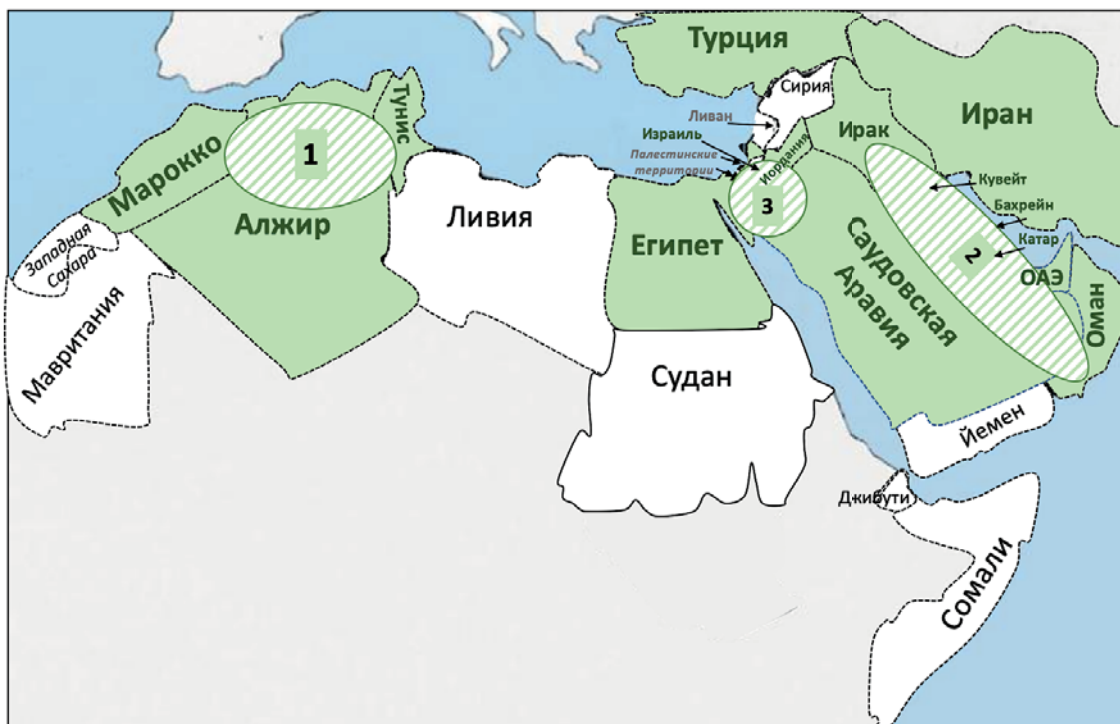 Турция
Сирия
Тунис
Ливан
Израиль
Ирак
Иран
Палестинские
территории
Иордания
1
Марокко
Кувейт
Бахрейн
Катар
3
2
Алжир
Ливия
Египет
Саудовская
Аравия
ОАЭ
Оман
Западная
Сахара
Мавритания
Судан
Йемен
Джибути
Сомали